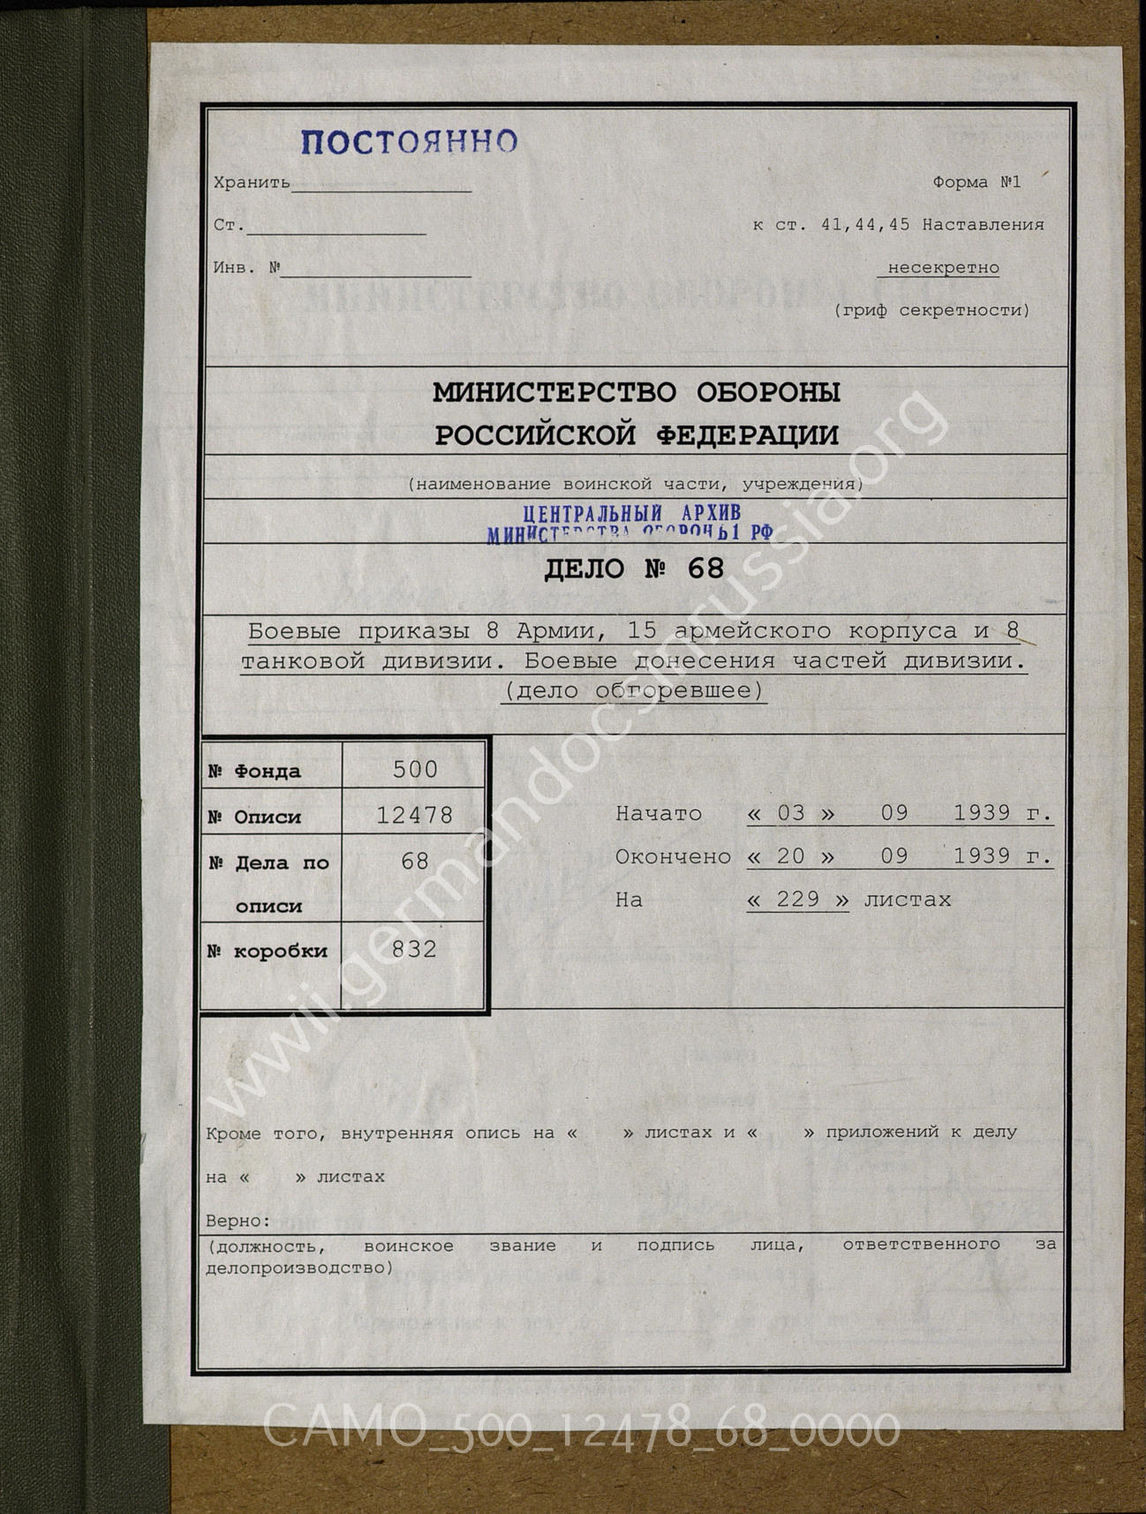 ПОСТОЯННО
Хранить
Форма №1
Ст.
к ст. 41,44,45 Наставления
Инв. №
несекретно
(гриф секретности)
МИНИСТЕРСТВО ОБОРОНЫ
РОССИЙСКОЙ ФЕДЕРАЦИИ
(наименование воинской части, учреждения)
ЦЕНТРАЛЬНЫЙ АРХИВ
МИНИСТЕРСТВА ОБОРОНЫ РФ
ДЕЛО № 68
Боевые приказы 8 Армии, 15 армейского корпуса и 8
танковой дивизии. Боевые донесения частей дивизии.
(дело обгоревшее)
№ Фонда 500
№ Описи 12478
№ Дела по 68
описи
№ коробки 832
Начато « 03 » 09 1939 г.
Окончено « 20 » 09 1939 г.
На « 229 » листах
Кроме того, внутренняя опись на « » листах и « » приложений к делу
на « » листах
Верно:
(должность, воинское звание и подпись лица, ответственного за
делопроизводство)
wwii.germandocsinrussia.org
CAMO_500_12478_68_0000